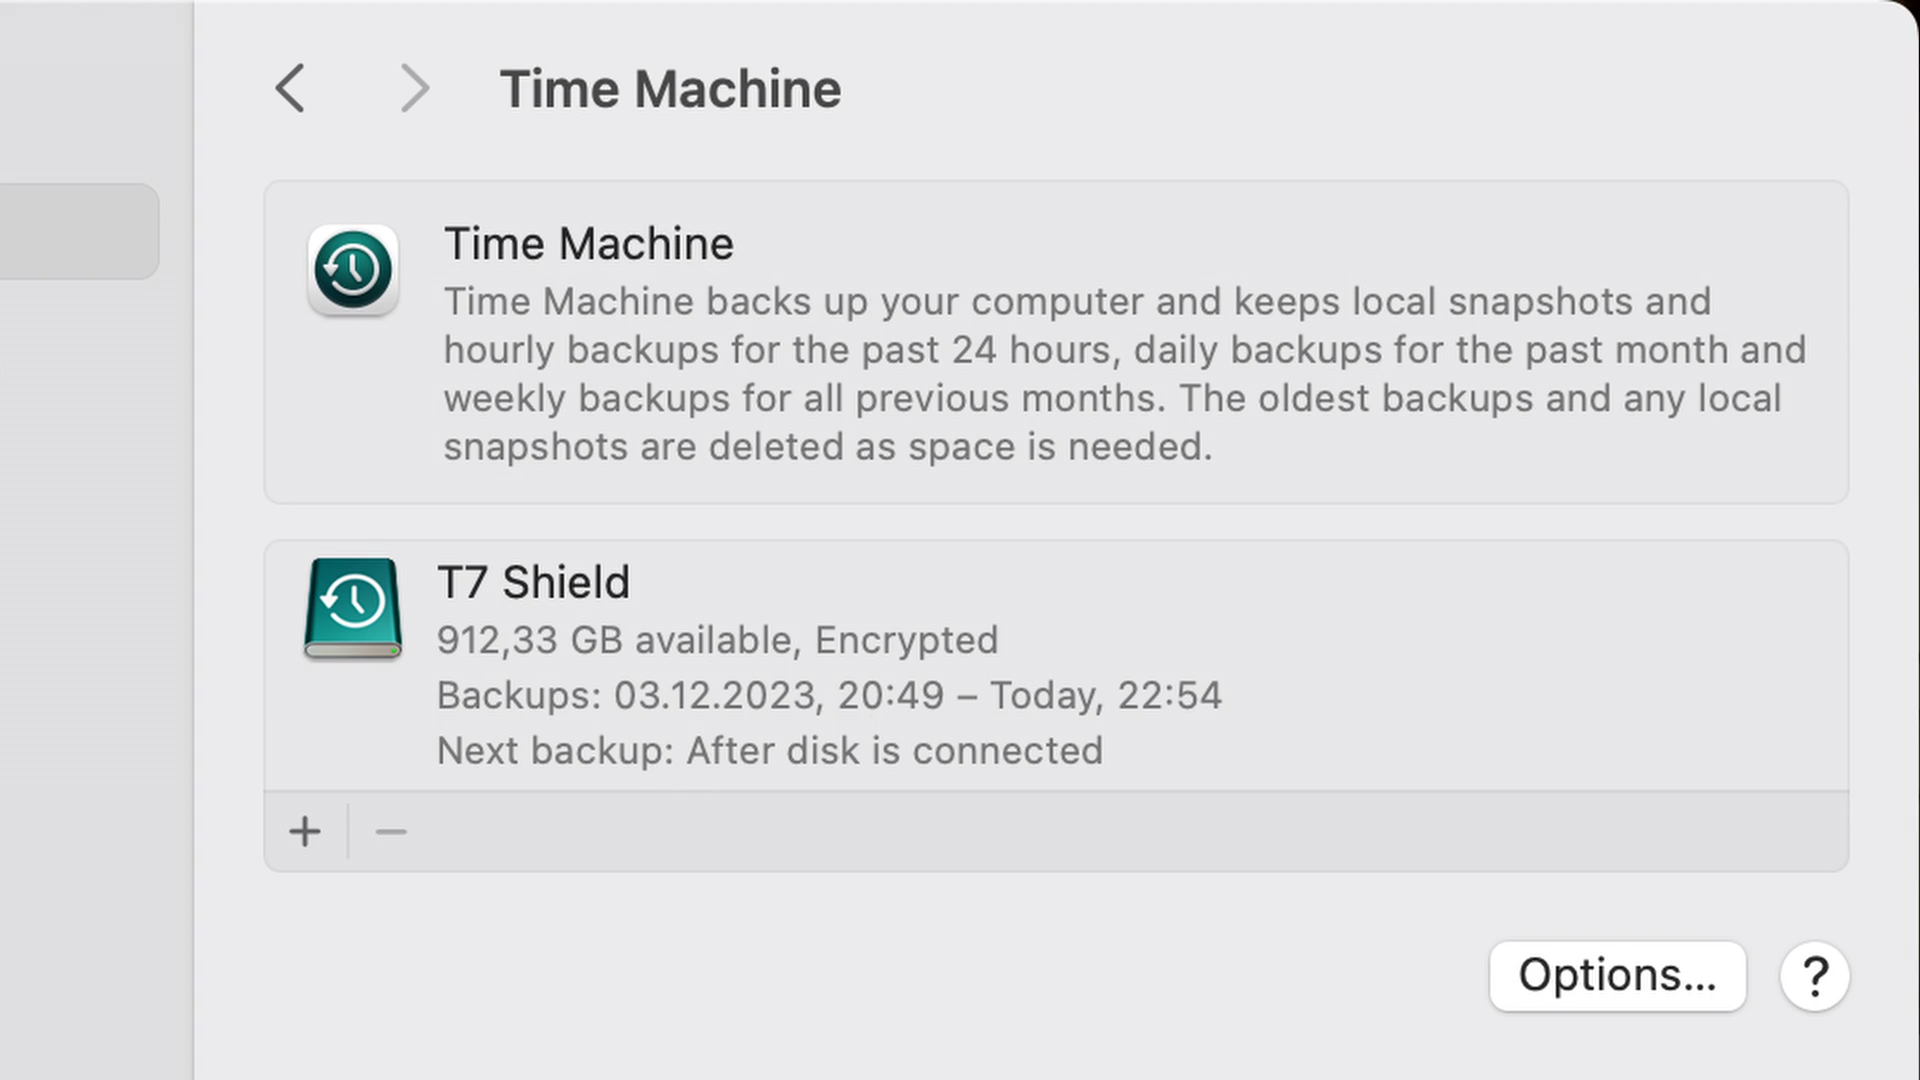 Time Machine
Time Machine
Time Machine backs up your computer and keeps local snapshots and
hourly backups for the past 24 hours, daily backups for the past month and
weekly backups for all previous months. The oldest backups and any local
snapshots are deleted as space is needed.
T7 Shield
912,33 GB available, Encrypted
Backups: 03.12.2023, 20:49 – Today, 22:54
Next backup: After disk is connected
Options...
?